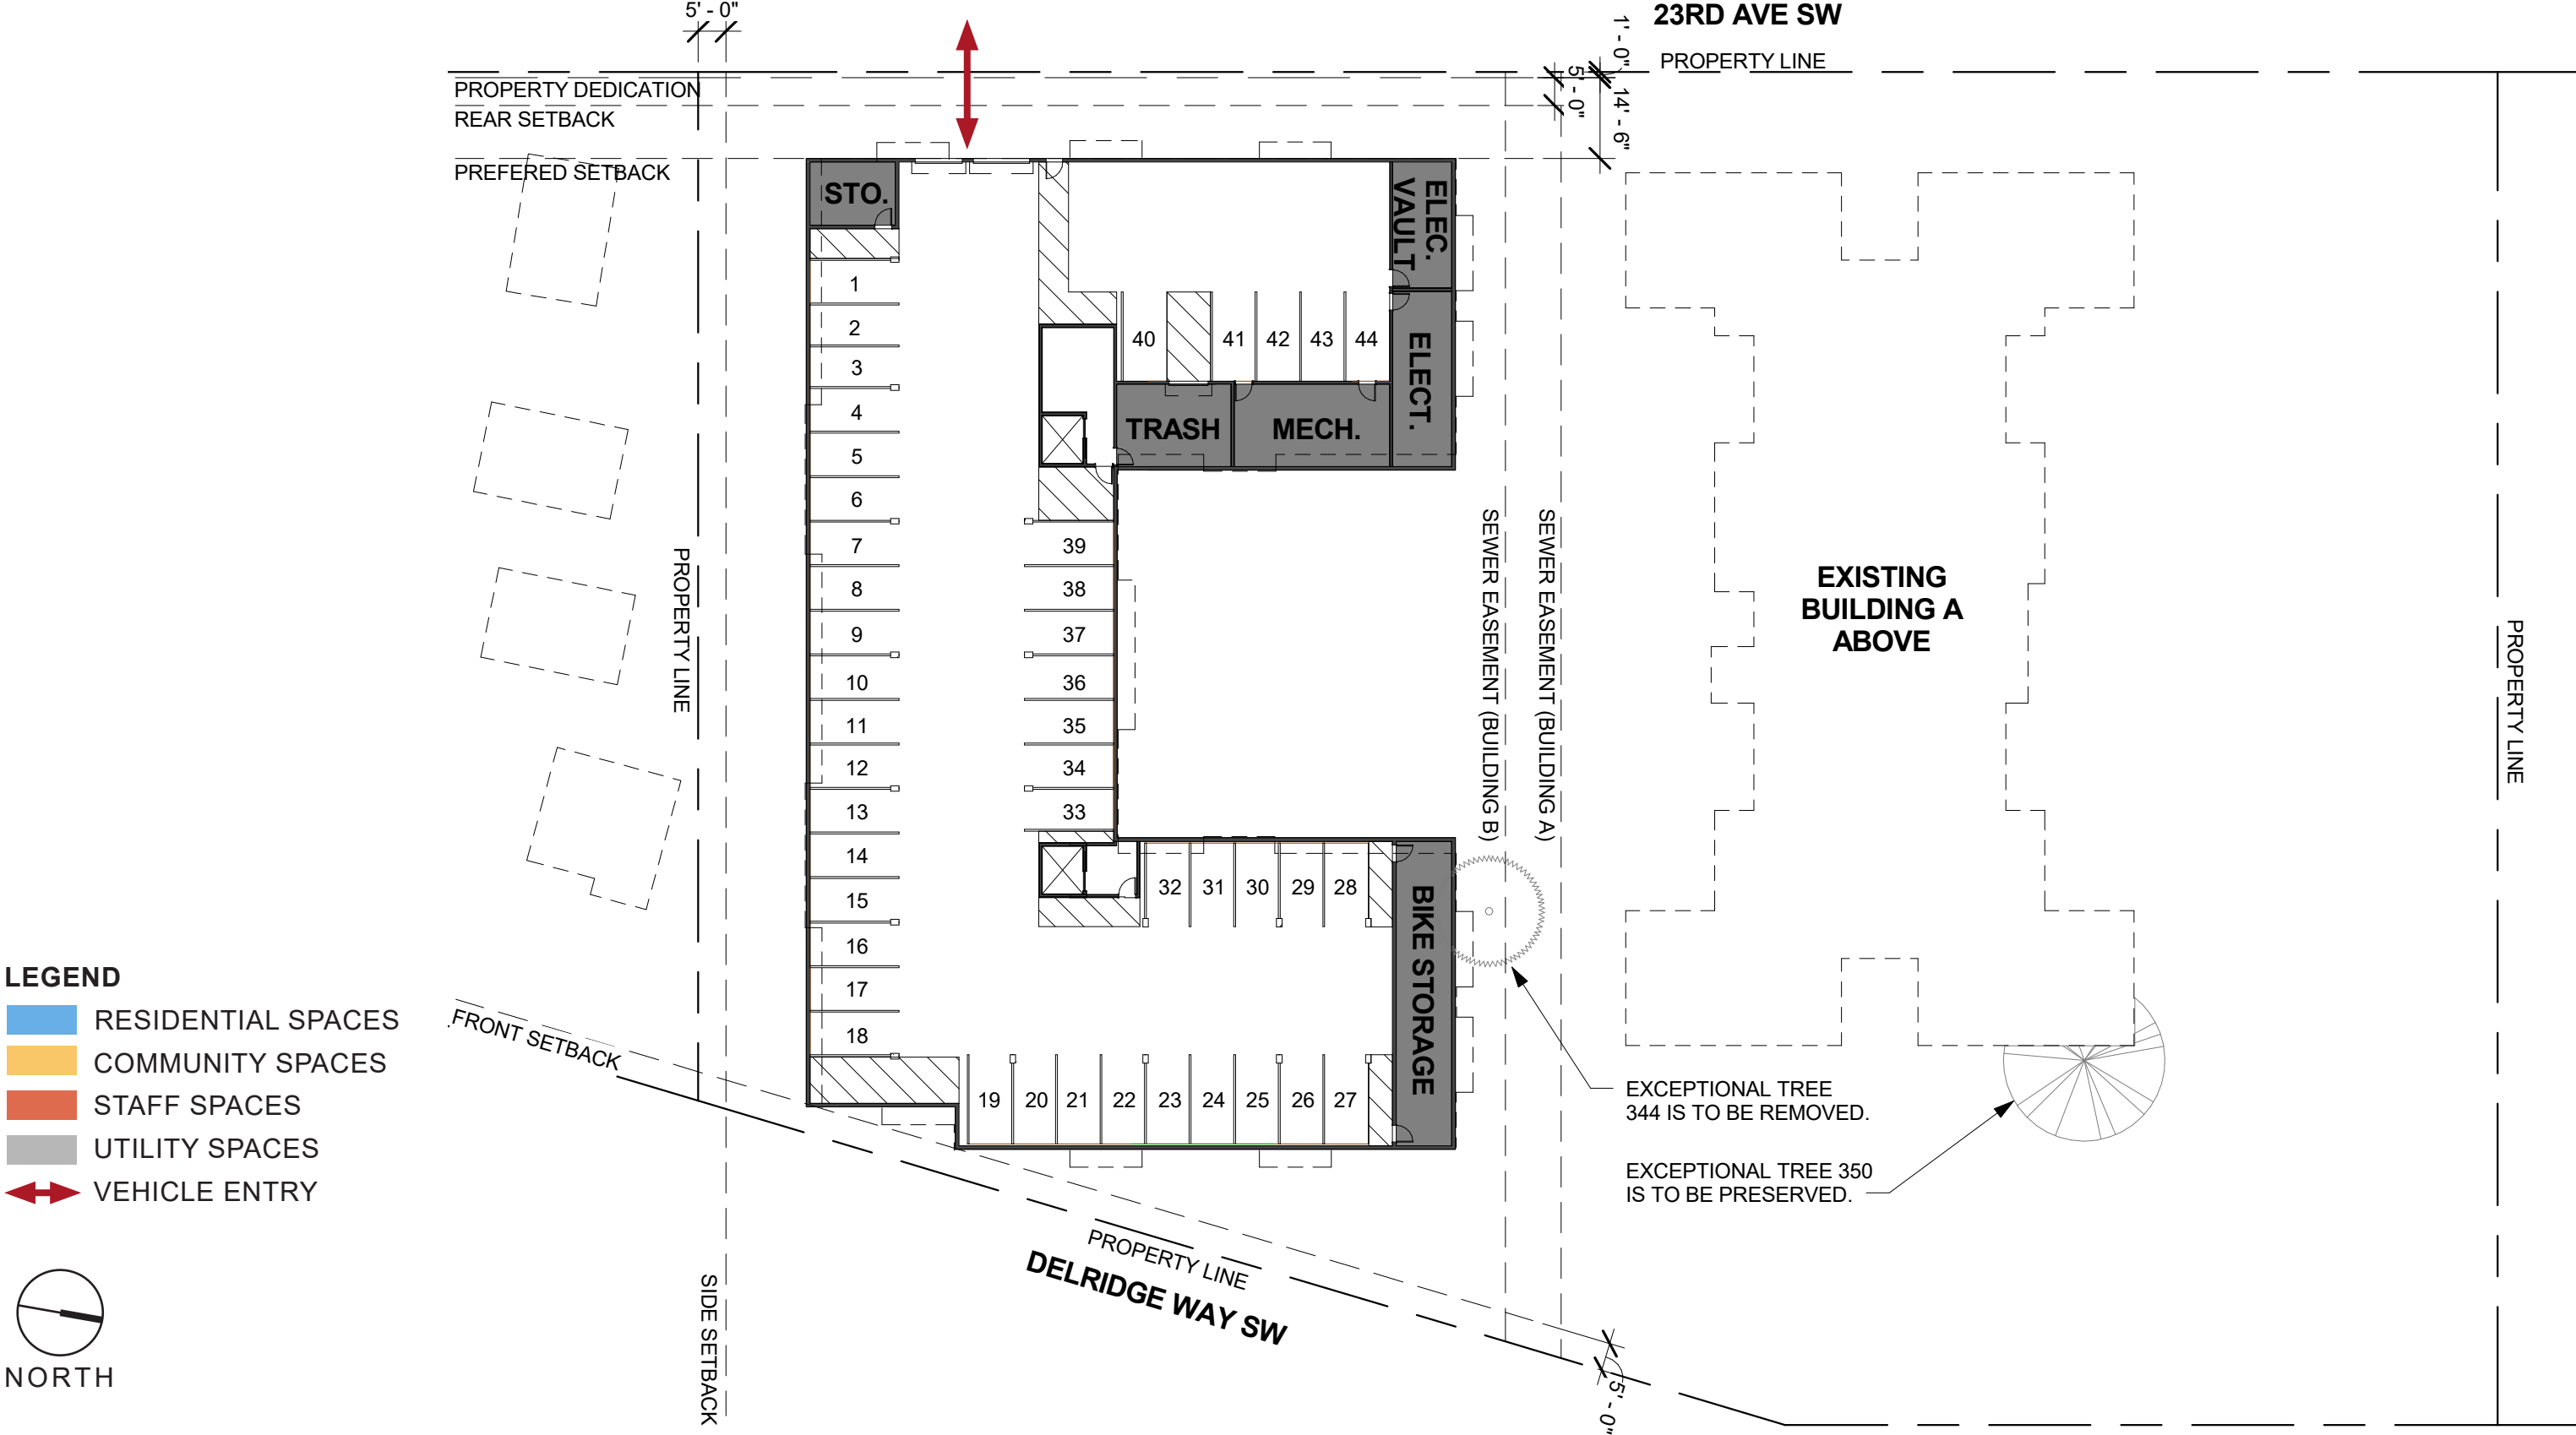 5' - 0"
23RD AVE SW
1' - 0"
PROPERTY LINE
PROPERTY DEDICATION
5' - 0"
14' - 6"
REAR SETBACK
PREFERED SETBACK
STO.
ELEC.
VAULT
1
2
3
4
5
6
7
8
9
10
11
12
13
14
15
16
17
18
40
41
42
43
44
ELECT.
TRASH
MECH.
39
38
37
36
35
34
33
PROPERTY LINE
SEWER EASEMENT (BUILDING B)
SEWER EASEMENT (BUILDING A)
EXISTING
BUILDING A
ABOVE
PROPERTY LINE
32
31
30
29
28
BIKE STORAGE
19
20
21
22
23
24
25
26
27
LEGEND
RESIDENTIAL SPACES
COMMUNITY SPACES
STAFF SPACES
UTILITY SPACES
VEHICLE ENTRY
FRONT SETBACK
EXCEPTIONAL TREE
344 IS TO BE REMOVED.
EXCEPTIONAL TREE 350
IS TO BE PRESERVED.
PROPERTY LINE
DELRIDGE WAY SW
SIDE SETBACK
5' - 0"
NORTH